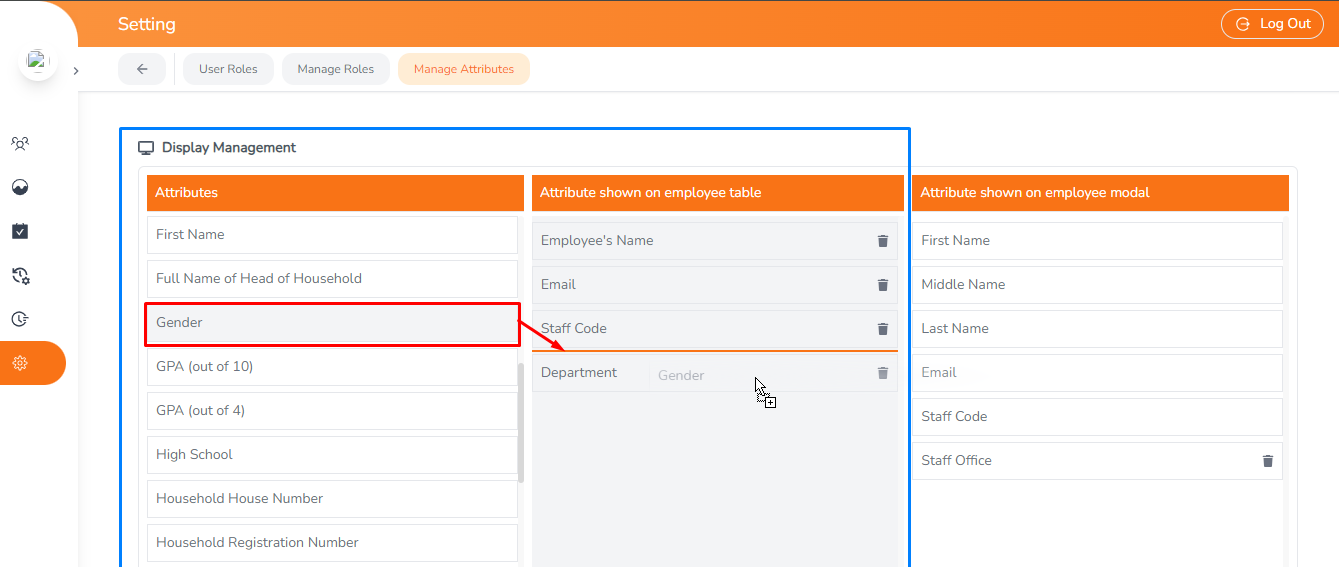 Setting
Log Out
User Roles
Manage Roles
Manage Attributes
Display Management
Attributes
First Name
Full Name of Head of Household
Gender
GPA (out of 10)
GPA (out of 4)
High School
Household House Number
Household Registration Number
Attribute shown on employee table
Employee's Name
Email
Staff Code
Department
Gender
Attribute shown on employee modal
First Name
Middle Name
Last Name
Email
Staff Code
Staff Office